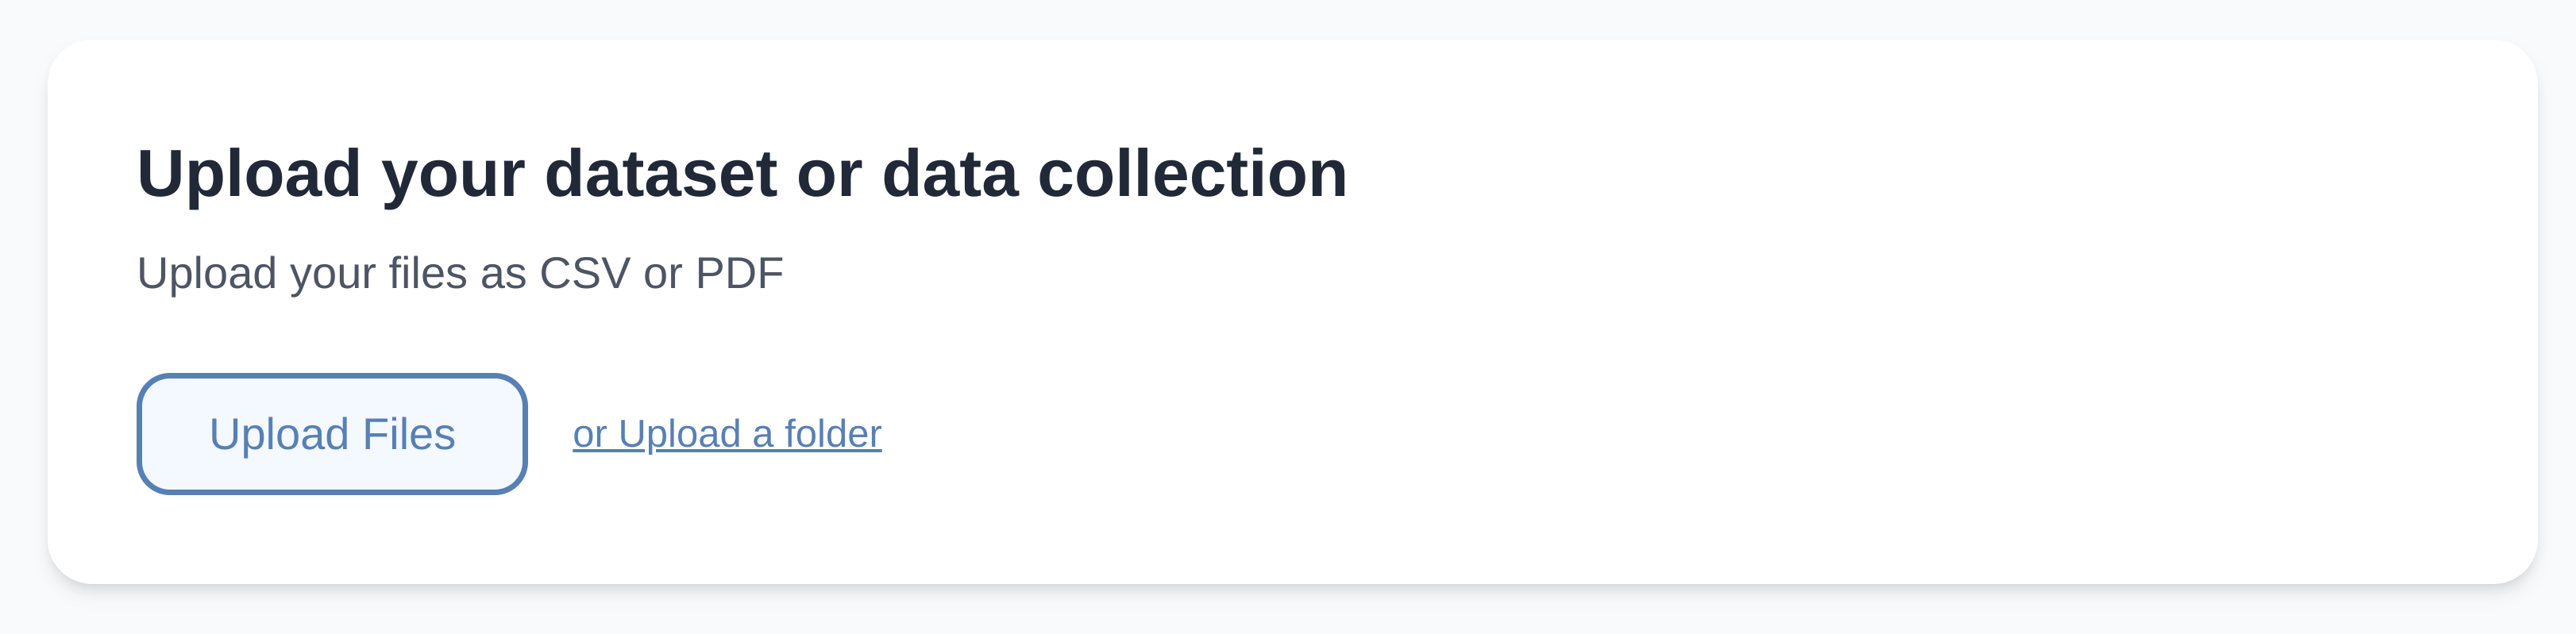 Upload your dataset or data collection
Upload your files as CSV or PDF
Upload Files
or Upload a folder